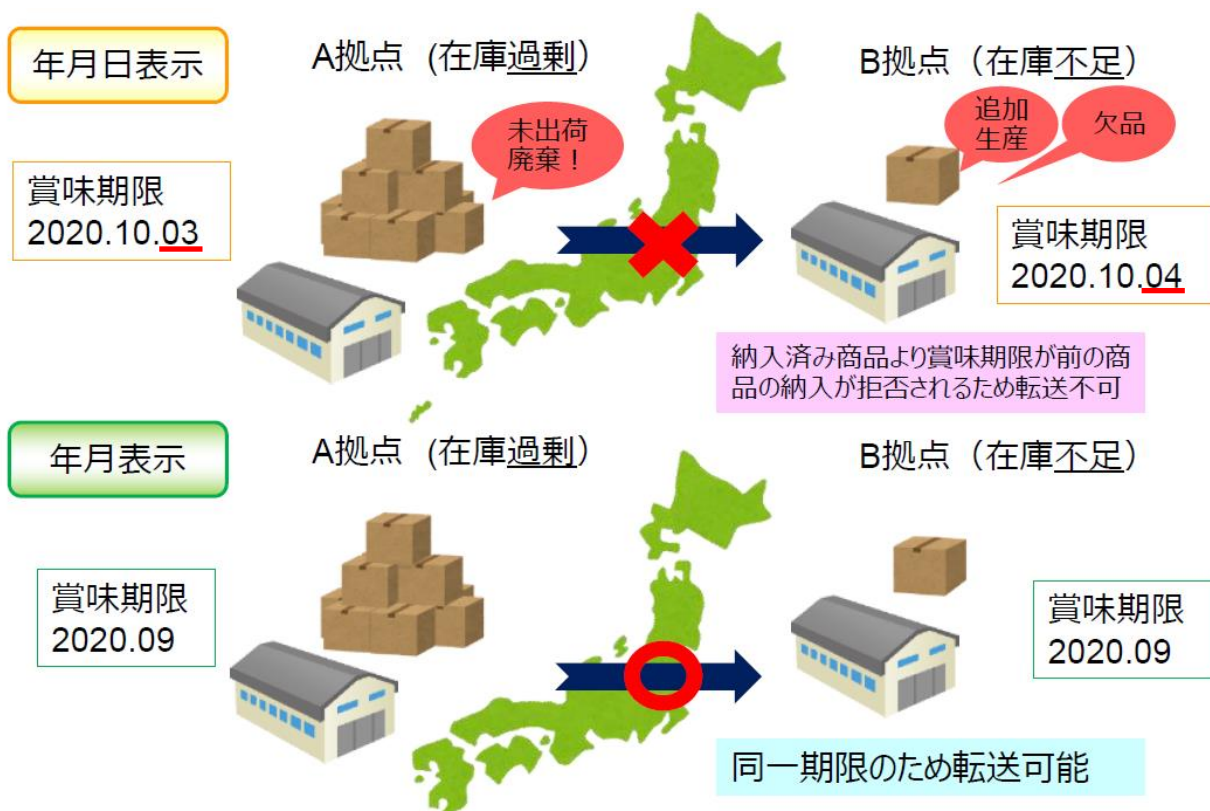 年月日表示
A拠点 (在庫過剰)
B拠点（在庫不足）
未出荷
廃棄！
追加
生産
欠品
賞味期限
2020.10.03
賞味期限
2020.10.04
納入済み商品より賞味期限が前の商
品の納入が拒否されるため転送不可
年月表示
A拠点 (在庫過剰)
B拠点（在庫不足）
賞味期限
2020.09
賞味期限
2020.09
同一期限のため転送可能